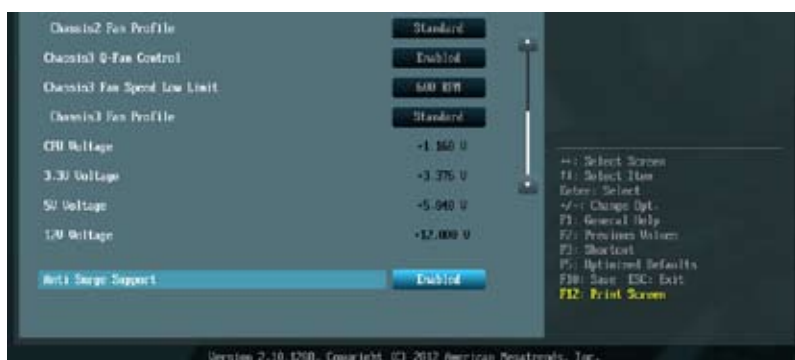 Chassis2 Fan Profile Standard
Chassis3 Q-Fan Control Enabled
Chassis3 Fan Speed Low Limit 600 RPM
Chassis3 Fan Profile Standard
CPU Voltage +1.160 V
3.3V Voltage +3.376 V
5V Voltage +5.040 V
12V Voltage +12.000 V
Anti Surge Support Enabled
→←: Select Screen
↑↓: Select Item
Enter: Select
+/-: Change Opt.
F1: General Help
F2: Previous Values
F3: Shortcut
F5: Optimized Defaults
F10: Save ESC: Exit
F12: Print Screen
Version 2.10.1208. Copyright (C) 2012 American Megatrends, Inc.